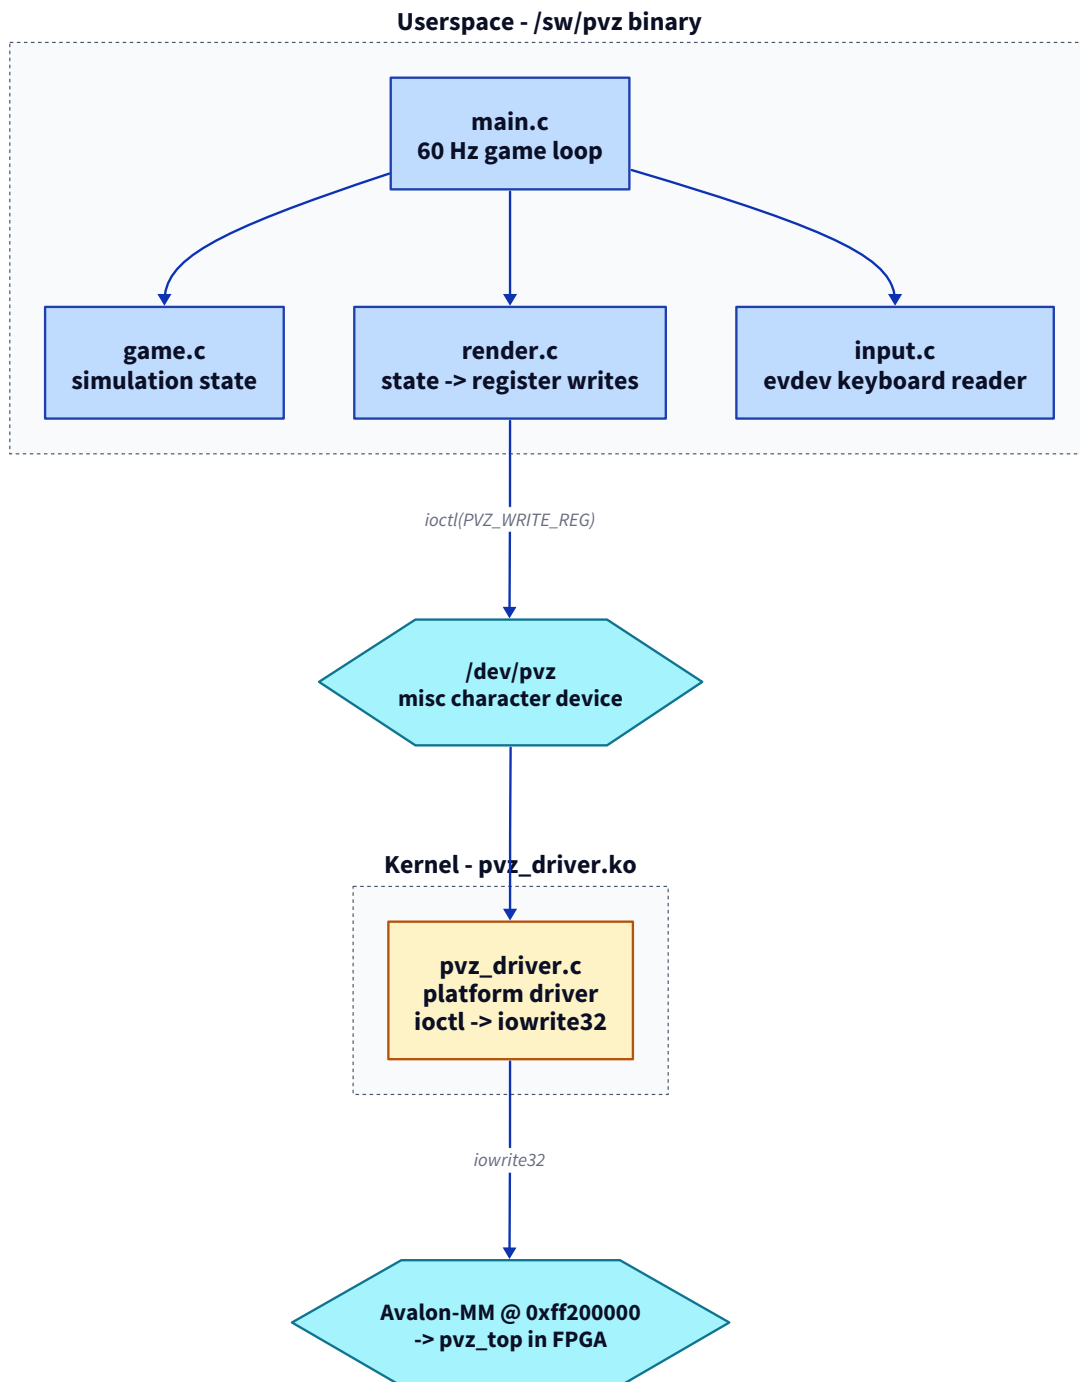 Userspace - /sw/pvz binary
main.c
60 Hz game loop
game.c
simulation state
render.c
state -> register writes
input.c
evdev keyboard reader
ioctl(PVZ_WRITE_REG)
/dev/pvz
misc character device
Kernel - pvz_driver.ko
pvz_driver.c
platform driver
ioctl -> iowrite32
iowrite32
Avalon-MM @ 0xff200000
-> pvz_top in FPGA